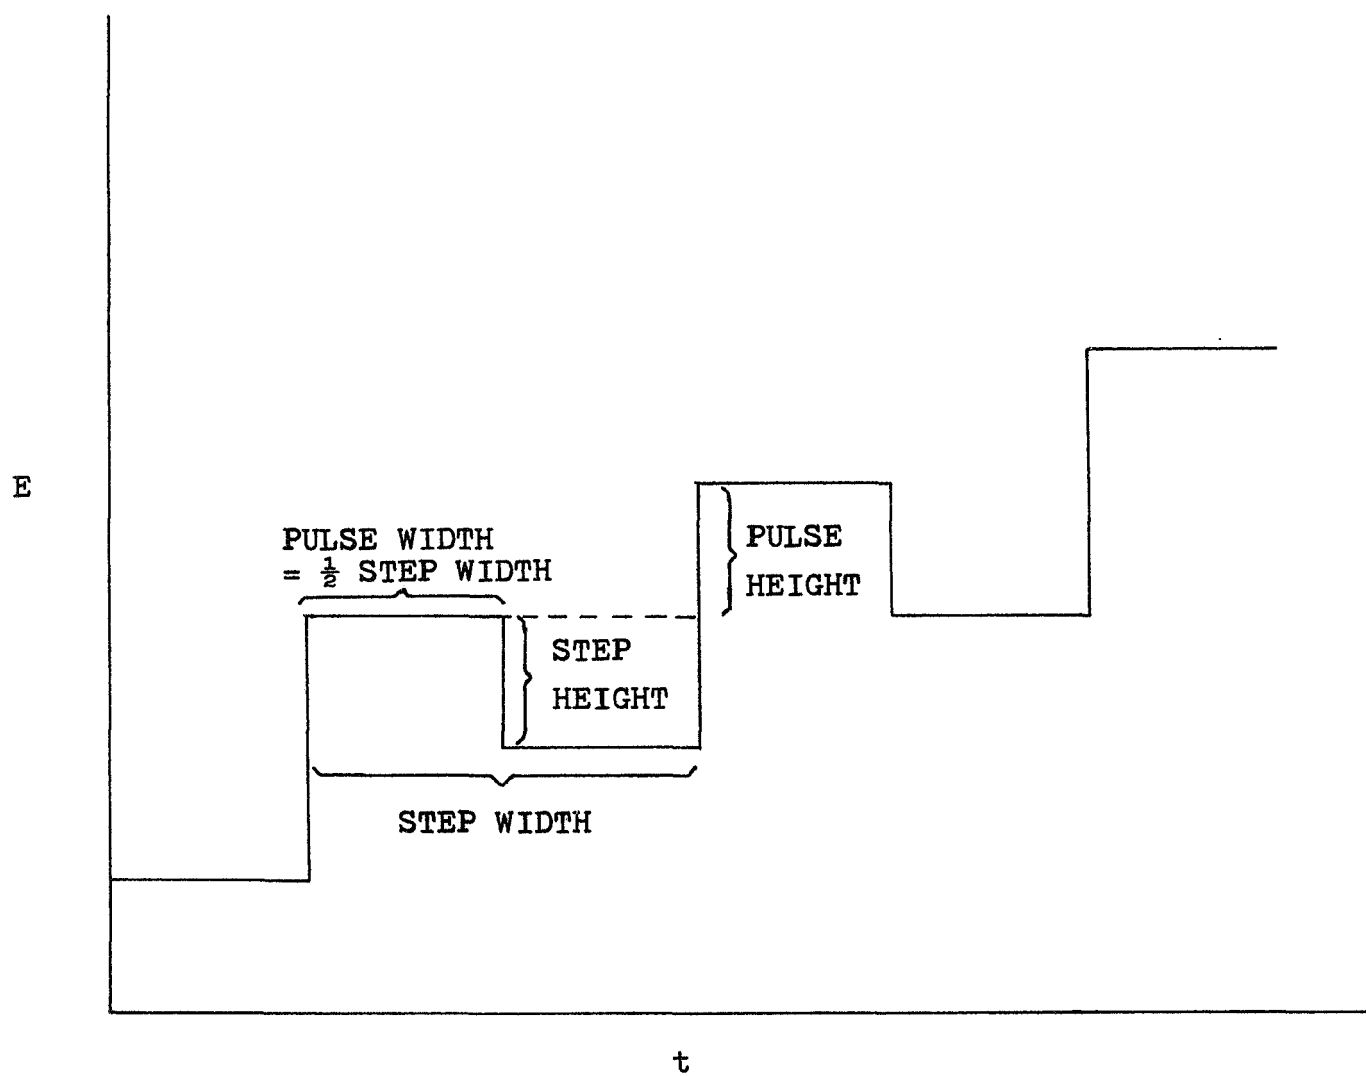 E
PULSE WIDTH
= ½ STEP WIDTH
PULSE
HEIGHT
STEP
HEIGHT
STEP WIDTH
t